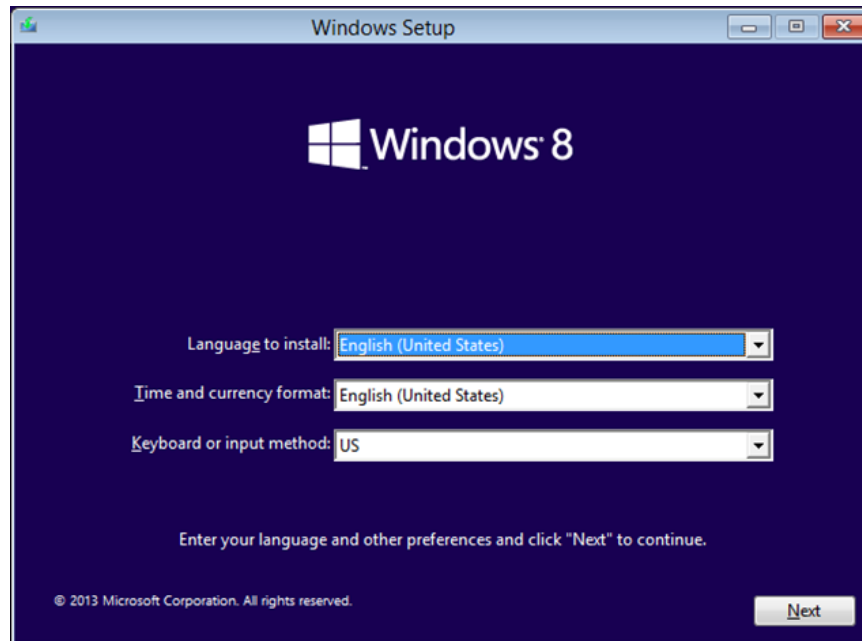 Windows Setup
Windows® 8
Language to install: English (United States)
Time and currency format: English (United States)
Keyboard or input method: US
Enter your language and other preferences and click "Next" to continue.
© 2013 Microsoft Corporation. All rights reserved.
Next